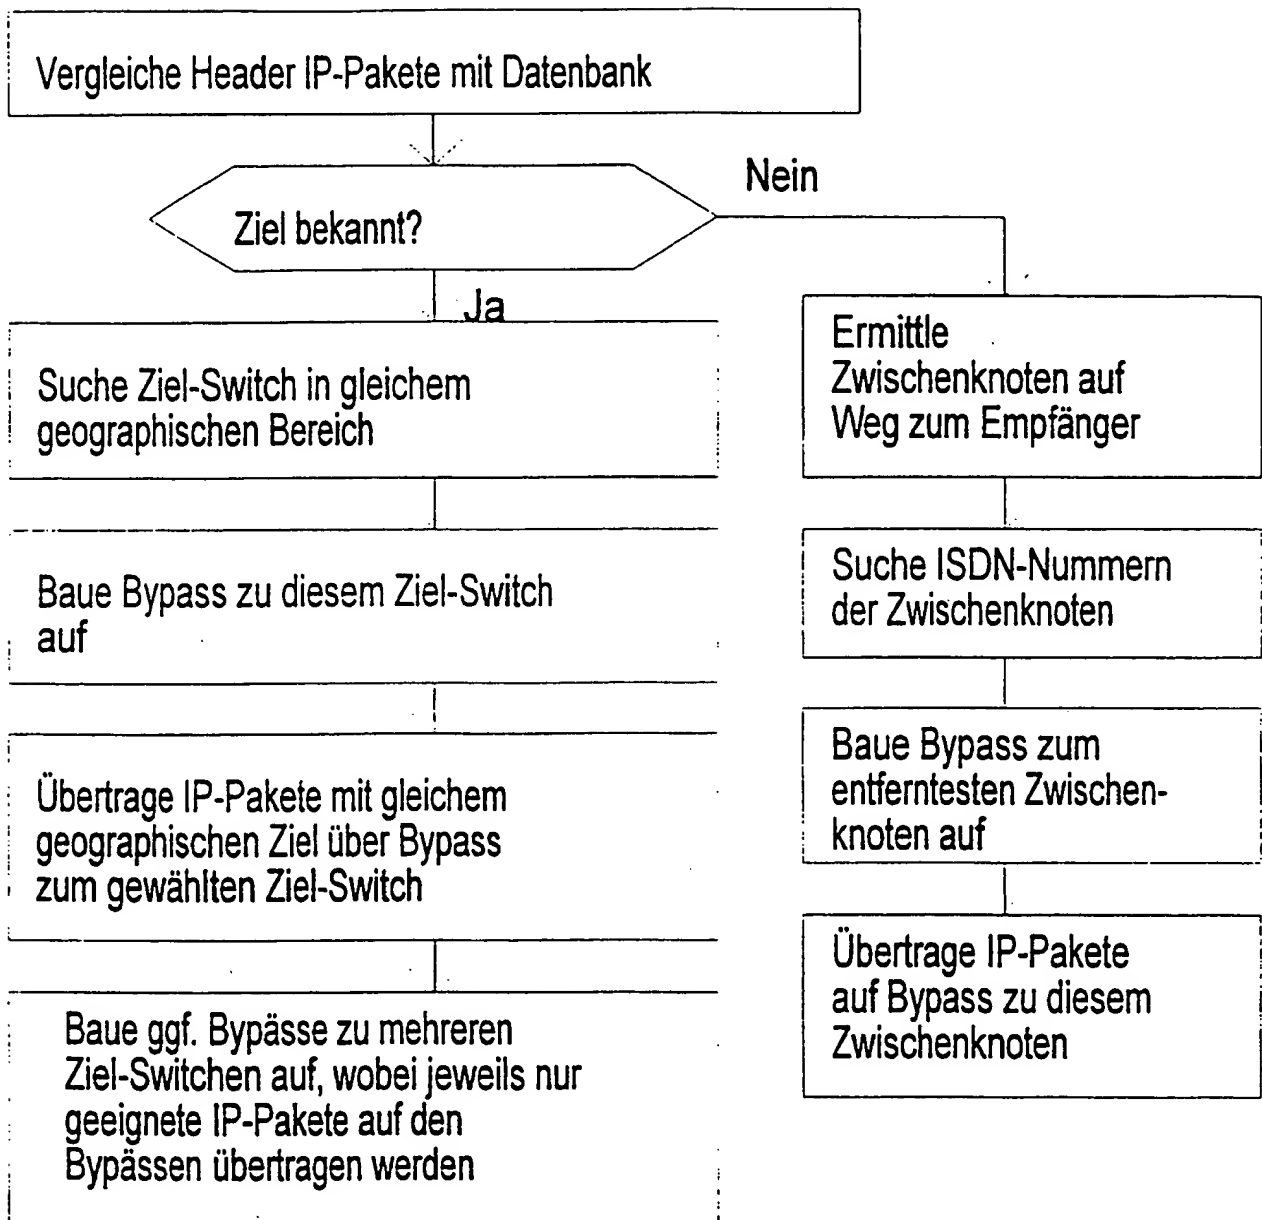 Vergleiche Header IP-Pakete mit Datenbank
Ziel bekannt?
Nein
Ja
Suche Ziel-Switch in gleichem
geographischen Bereich
Baue Bypass zu diesem Ziel-Switch
auf
Übertrage IP-Pakete mit gleichem
geographischen Ziel über Bypass
zum gewählten Ziel-Switch
Baue ggf. Bypässe zu mehreren
Ziel-Switchen auf, wobei jeweils nur
geeignete IP-Pakete auf den
Bypässen übertragen werden
Ermittle
Zwischenknoten auf
Weg zum Empfänger
Suche ISDN-Nummern
der Zwischenknoten
Baue Bypass zum
entferntesten Zwischen-
knoten auf
Übertrage IP-Pakete
auf Bypass zu diesem
Zwischenknoten